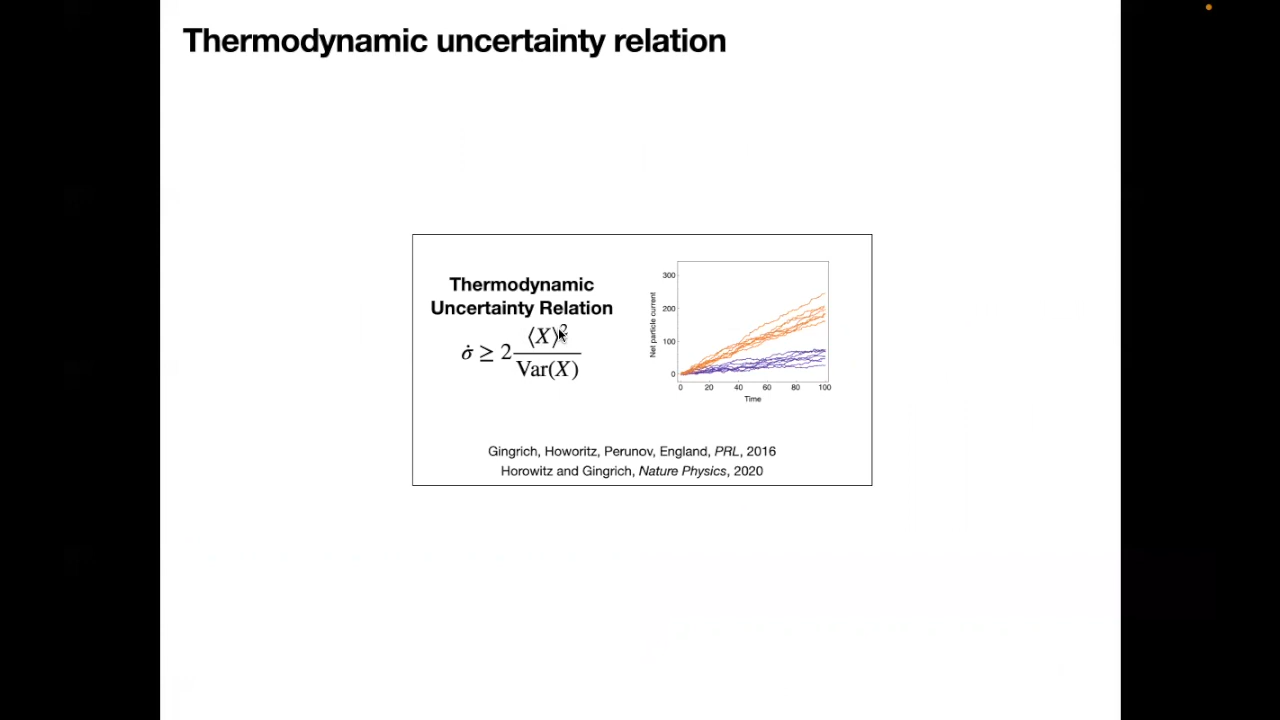 Thermodynamic uncertainty relation
Thermodynamic
Uncertainty Relation
σ̇ ≥ 2 ⟨X⟩² / Var(X)
Net particle current
300
200
100
0
0 20 40 60 80 100
Time
Gingrich, Howoritz, Perunov, England, PRL, 2016
Horowitz and Gingrich, Nature Physics, 2020